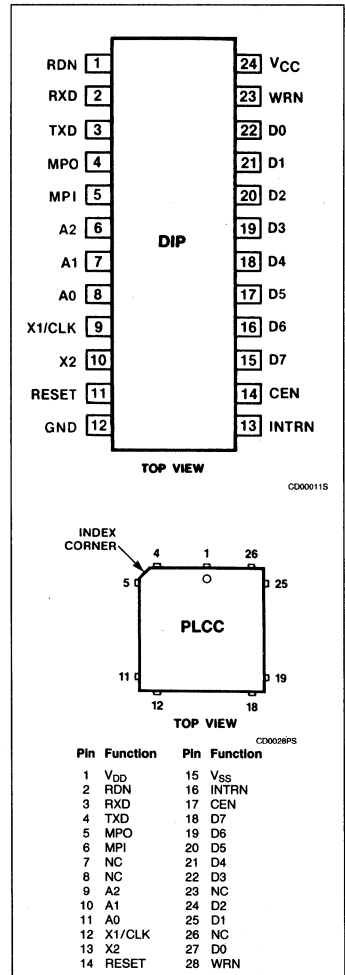 RDN 1 24 VCC
RXD 2 23 WRN
TXD 3 22 D0
MPO 4 21 D1
MPI 5 20 D2
A2 6 19 D3
DIP
A1 7 18 D4
A0 8 17 D5
X1/CLK 9 16 D6
X2 10 15 D7
RESET 11 14 CEN
GND 12 13 INTRN
TOP VIEW
CD00011S
INDEX
CORNER
4 1 26
5 25
PLCC
11 19
12 18
TOP VIEW
CD0028PS
Pin Function Pin Function
1 VDD 15 VSS
2 RDN 16 INTRN
3 RXD 17 CEN
4 TXD 18 D7
5 MPO 19 D6
6 MPI 20 D5
7 NC 21 D4
8 NC 22 D3
9 A2 23 NC
10 A1 24 D2
11 A0 25 D1
12 X1/CLK 26 NC
13 X2 27 D0
14 RESET 28 WRN